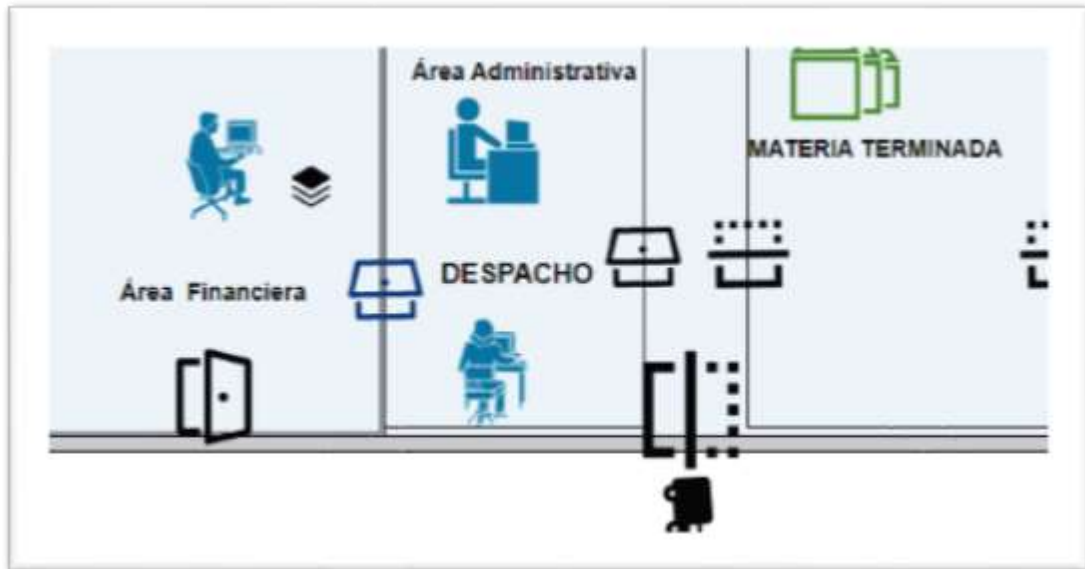 Área Administrativa
MATERIA TERMINADA
DESPACHO
Área Financiera